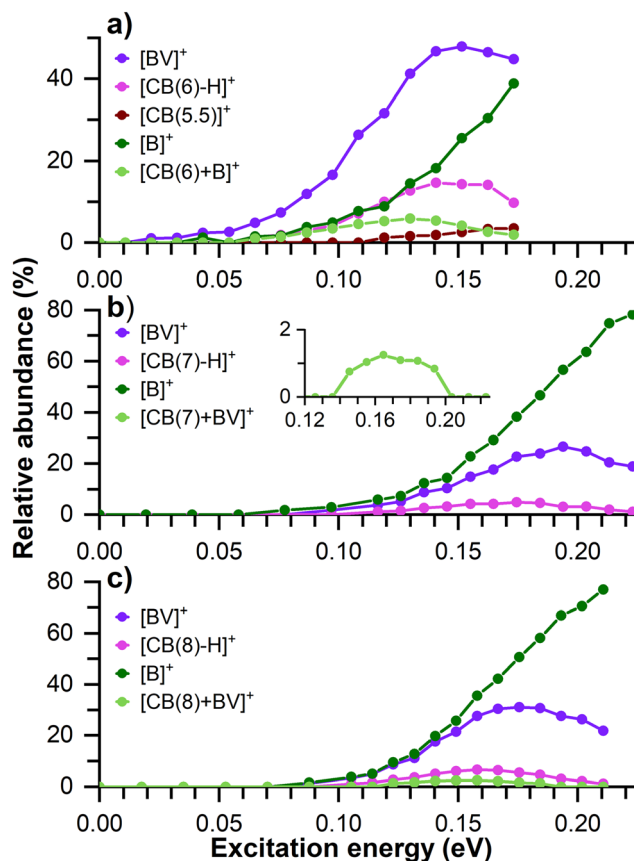 a)
[BV]⁺
[CB(6)-H]⁺
[CB(5.5)]⁺
[B]⁺
[CB(6)+B]⁺
40
20
0
0.00 0.05 0.10 0.15 0.20
Relative abundance (%)
b)
[BV]⁺
[CB(7)-H]⁺
[B]⁺
[CB(7)+BV]⁺
80
60
40
20
0
2
0
0.12 0.16 0.20
0.00 0.05 0.10 0.15 0.20
c)
[BV]⁺
[CB(8)-H]⁺
[B]⁺
[CB(8)+BV]⁺
80
60
40
20
0
0.00 0.05 0.10 0.15 0.20
Excitation energy (eV)